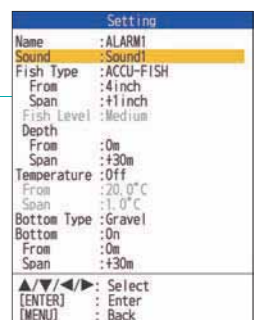 Setting
Name :ALARM1
Sound :Sound1
Fish Type :ACCU-FISH
From :4inch
Span :+1inch
Fish Level :Medium
Depth
From :0m
Span :+30m
Temperature :Off
From :20.0°C
Span :1.0°C
Bottom Type :Gravel
Bottom :On
From :0m
Span :+30m
▲/▼/◄/►: Select
[ENTER] : Enter
[MENU] : Back